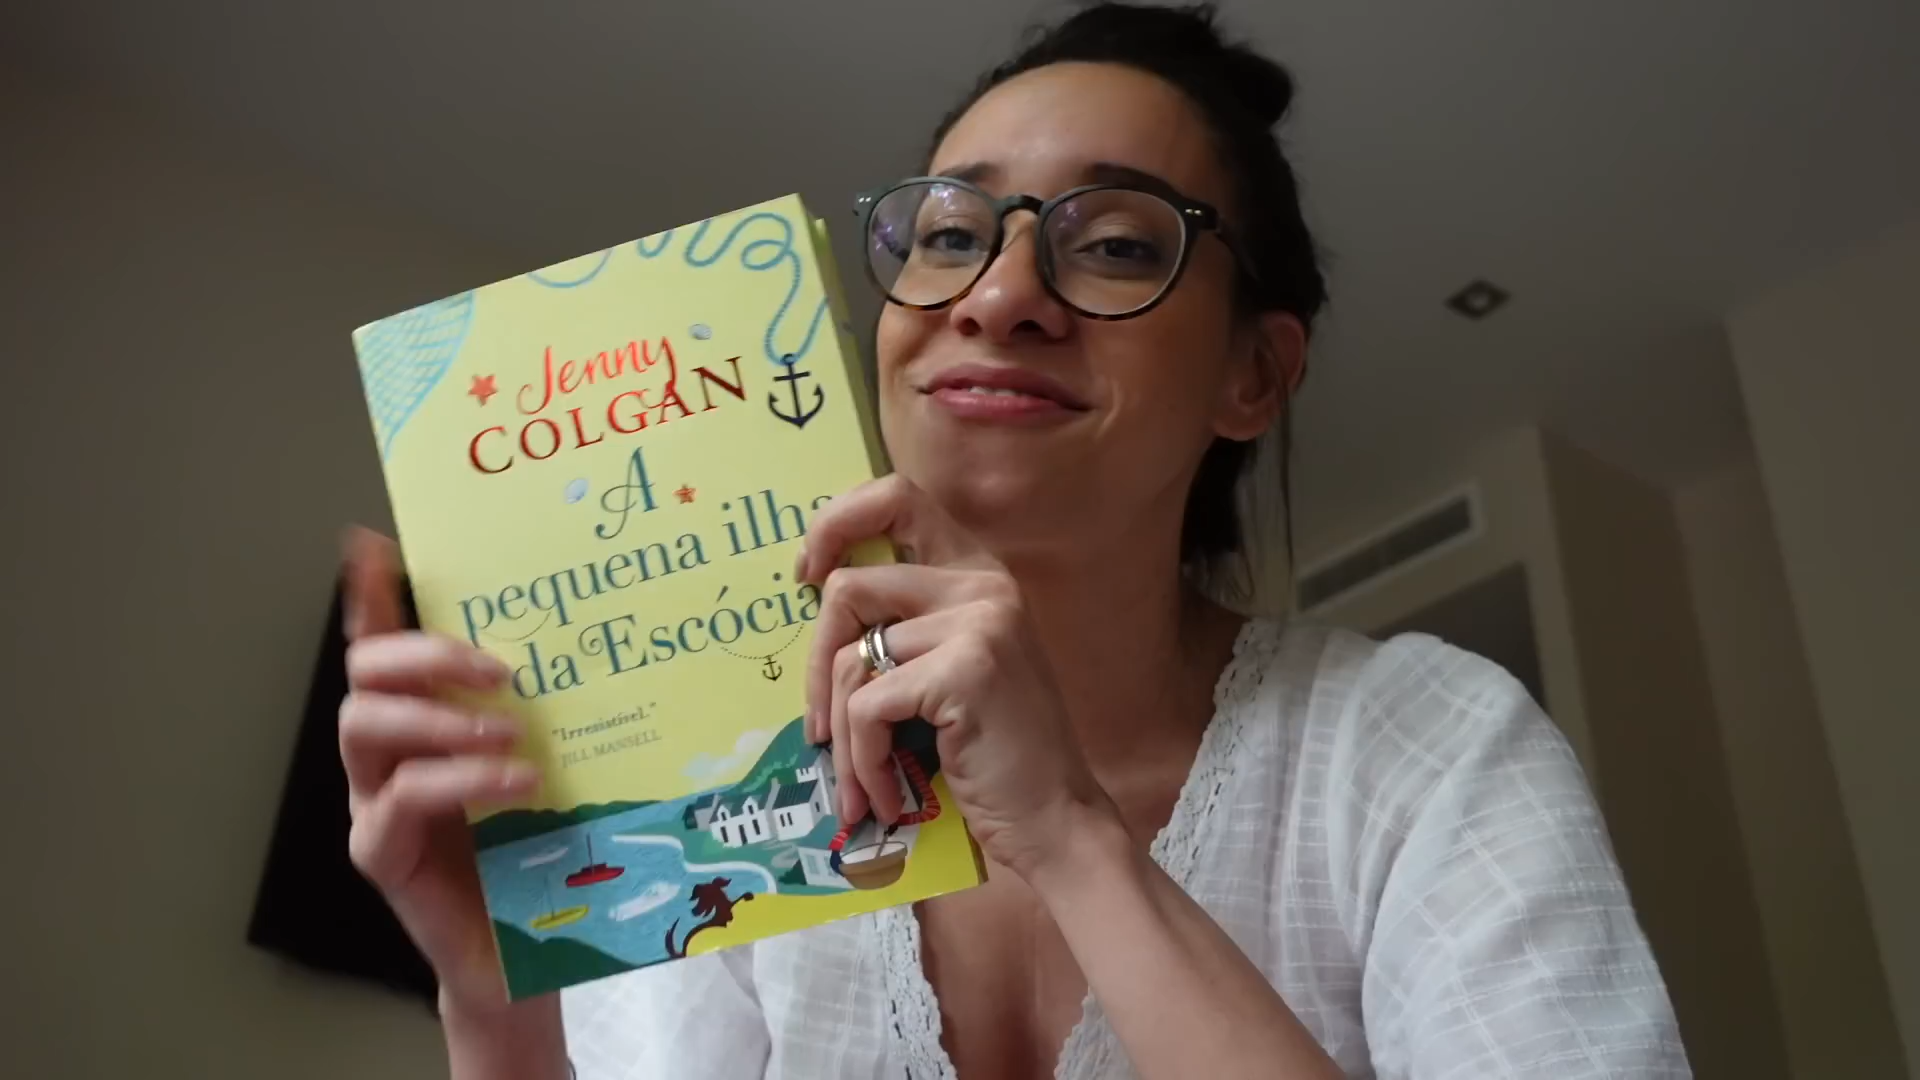 Jenny
COLGAN
A
pequena ilha
da Escócia
"Irresistível."
JILL MANSELL